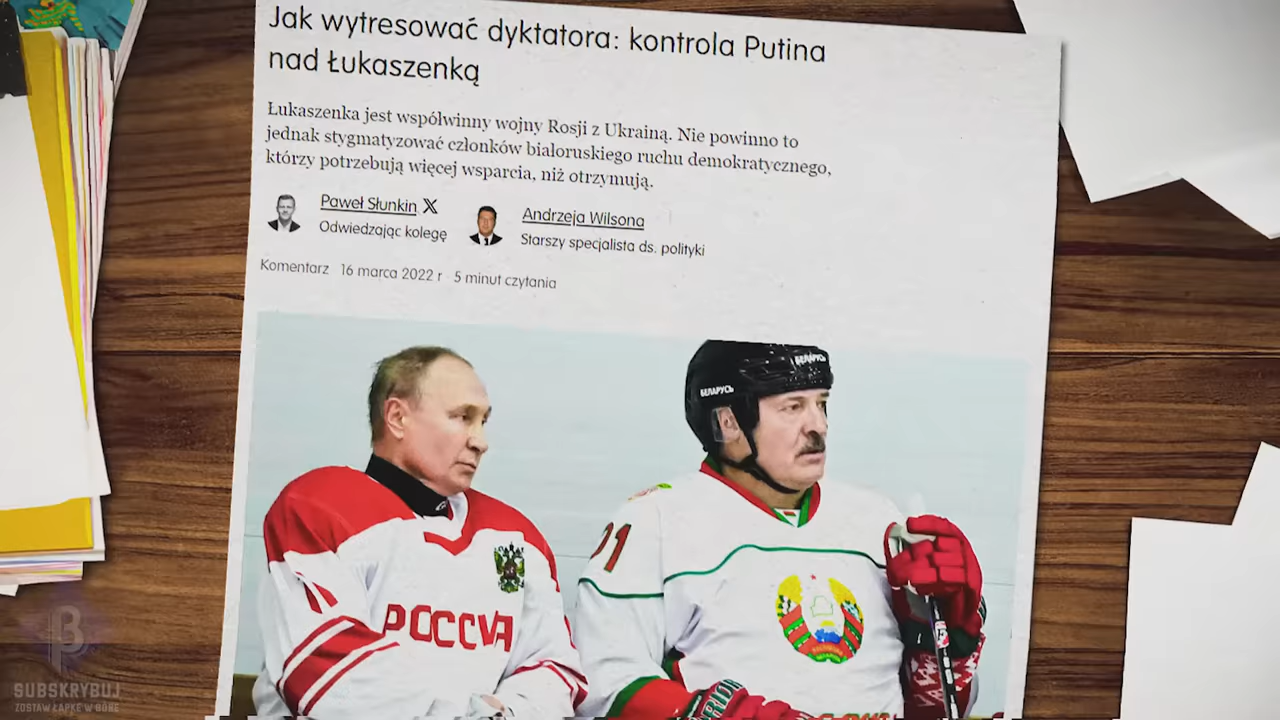 Jak wytresować dyktatora: kontrola Putina
nad Łukaszenką
Łukaszenka jest współwinny wojny Rosji z Ukrainą. Nie powinno to
jednak stygmatyzować członków białoruskiego ruchu demokratycznego,
którzy potrzebują więcej wsparcia, niż otrzymują.
Paweł Słunkin X
Odwiedzając kolegę
Andrzeja Wilsona
Starszy specjalista ds. polityki
Komentarz 16 marca 2022 r 5 minut czytania
БЕЛАРУСЬ
БЕЛАРУСЬ
21
РОССИЯ
SUBSKRYBUJ
ZOSTAW ŁAPKĘ W GÓRĘ